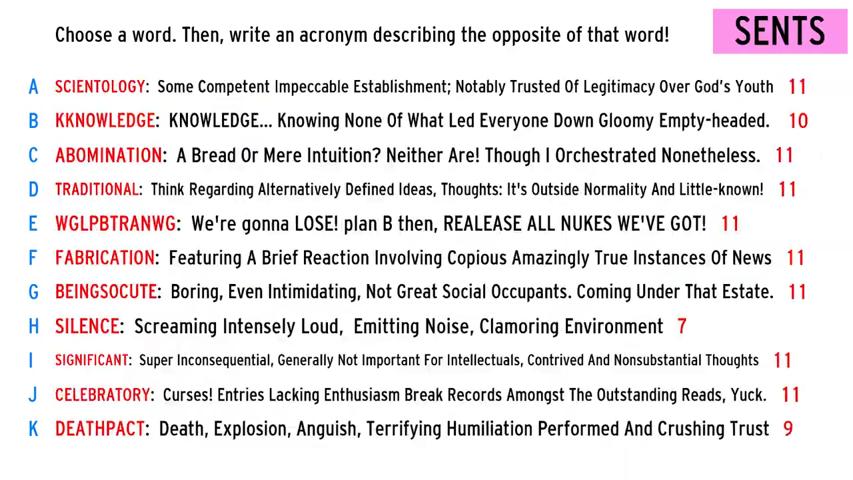 Choose a word. Then, write an acronym describing the opposite of that word!
SENTS
A SCIENTOLOGY: Some Competent Impeccable Establishment; Notably Trusted Of Legitimacy Over God's Youth 11
B KKNOWLEDGE: KNOWLEDGE... Knowing None Of What Led Everyone Down Gloomy Empty-headed. 10
C ABOMINATION: A Bread Or Mere Intuition? Neither Are! Though I Orchestrated Nonetheless. 11
D TRADITIONAL: Think Regarding Alternatively Defined Ideas, Thoughts: It's Outside Normality And Little-known! 11
E WGLPBTRANWG: We're gonna LOSE! plan B then, REALEASE ALL NUKES WE'VE GOT! 11
F FABRICATION: Featuring A Brief Reaction Involving Copious Amazingly True Instances Of News 11
G BEINGSOCUTE: Boring, Even Intimidating, Not Great Social Occupants. Coming Under That Estate. 11
H SILENCE: Screaming Intensely Loud, Emitting Noise, Clamoring Environment 7
I SIGNIFICANT: Super Inconsequential, Generally Not Important For Intellectuals, Contrived And Nonsubstantial Thoughts 11
J CELEBRATORY: Curses! Entries Lacking Enthusiasm Break Records Amongst The Outstanding Reads, Yuck. 11
K DEATHPACT: Death, Explosion, Anguish, Terrifying Humiliation Performed And Crushing Trust 9